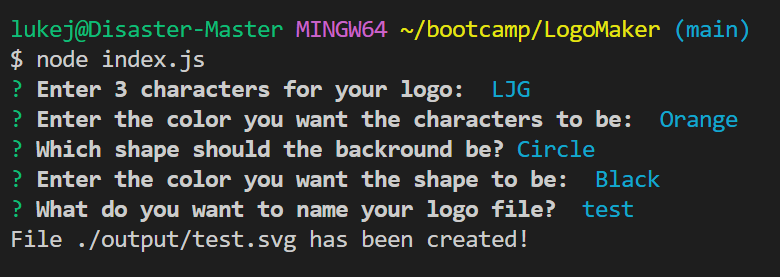 lukej@Disaster-Master MINGW64 ~/bootcamp/LogoMaker (main)
$ node index.js
? Enter 3 characters for your logo:  LJG
? Enter the color you want the characters to be:  Orange
? Which shape should the backround be? Circle
? Enter the color you want the shape to be:  Black
? What do you want to name your logo file?  test
File ./output/test.svg has been created!